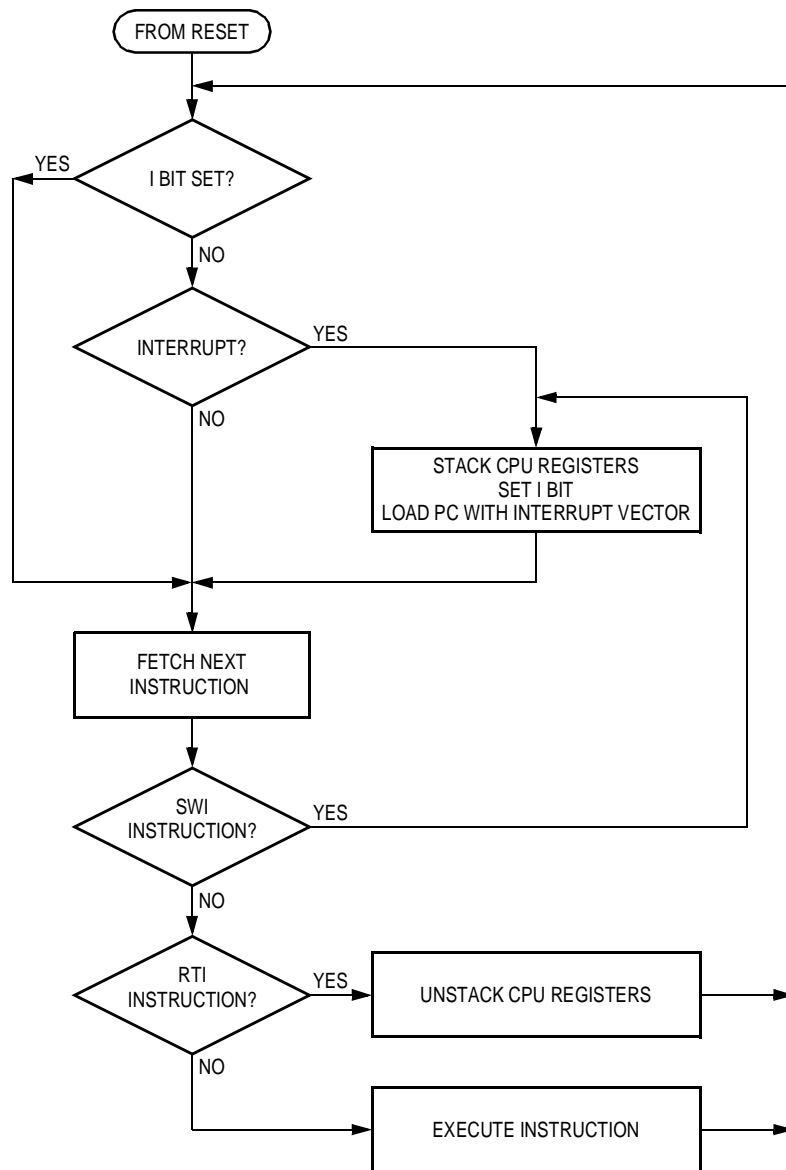 FROM RESET
YES
I BIT SET?
NO
INTERRUPT?
YES
NO
STACK CPU REGISTERS
SET I BIT
LOAD PC WITH INTERRUPT VECTOR
FETCH NEXT
INSTRUCTION
SWI
INSTRUCTION?
YES
NO
RTI
INSTRUCTION?
YES
UNSTACK CPU REGISTERS
NO
EXECUTE INSTRUCTION